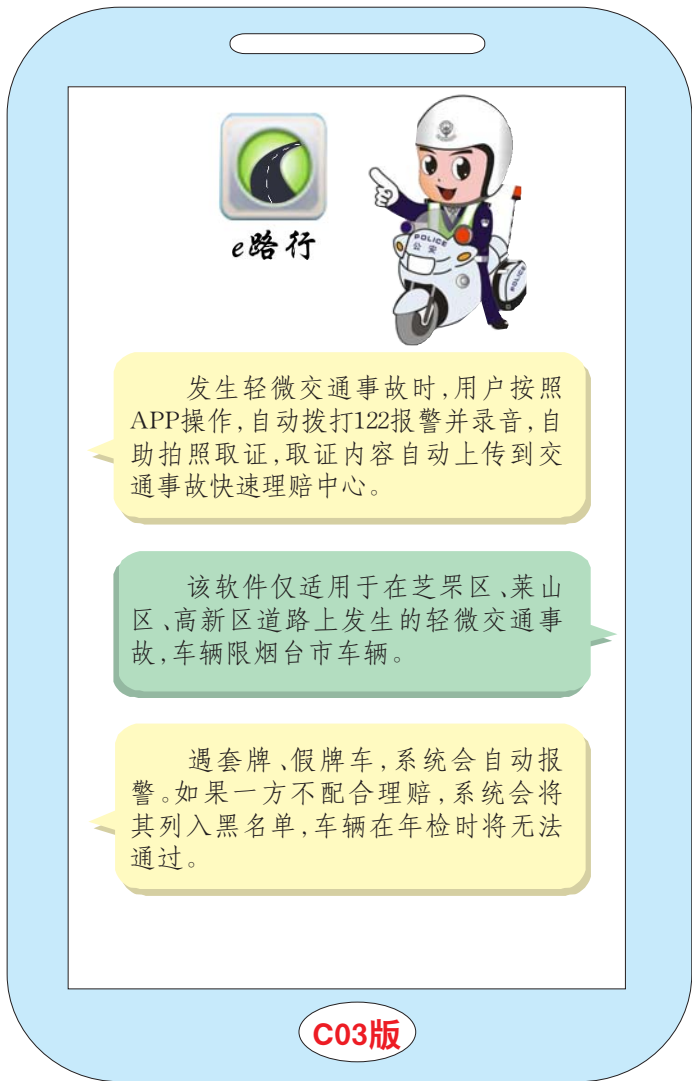 e路行
POLICE
公安
POLICE
发生轻微交通事故时，用户按照
APP操作，自动拨打122报警并录音，自
助拍照取证，取证内容自动上传到交
通事故快速理赔中心。
该软件仅适用于在芝罘区、莱山
区、高新区道路上发生的轻微交通事
故，车辆限烟台市车辆。
遇套牌、假牌车，系统会自动报
警。如果一方不配合理赔，系统会将
其列入黑名单，车辆在年检时将无法
通过。
C03版